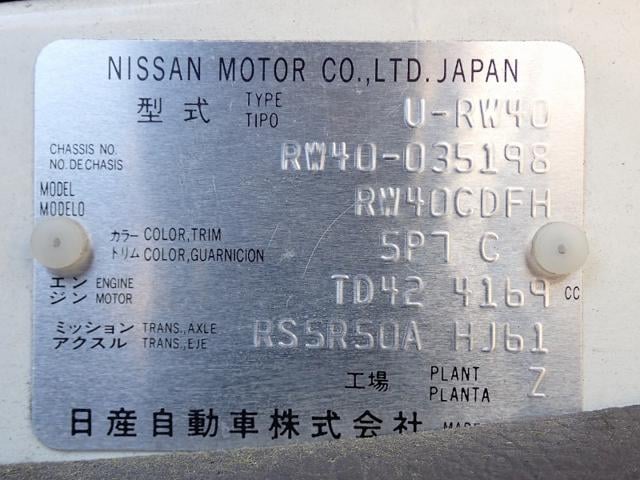 NISSAN MOTOR CO.,LTD. JAPAN
型式 TYPE TIPO U-RW40
CHASSIS NO. NO. DE CHASIS RW40-035198
MODEL MODELO RW40CDFH
カラー トリム COLOR,TRIM COLOR,GUARNICION 5P7 C
エンジン ENGINE MOTOR TD42 4169 CC
ミッション アクスル TRANS.,AXLE TRANS.,EJE RS5R50A HJ61
工場 PLANT PLANTA Z
日産自動車株式会社